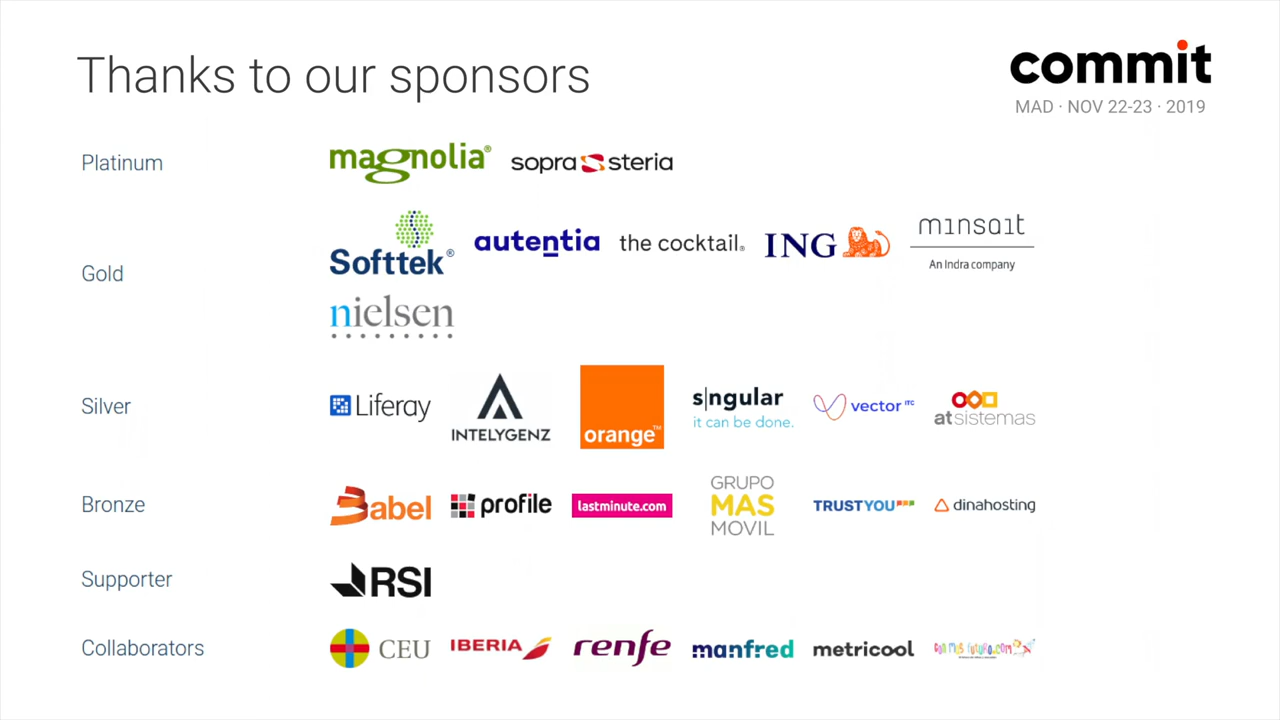 Thanks to our sponsors
commit
MAD · NOV 22-23 · 2019
Platinum
magnolia®
sopra steria
Gold
Softtek®
autentia
the cocktail®
ING
minsait
An Indra company
nielsen
Silver
Liferay
INTELYGENZ
orange™
s|ngular
it can be done.
vector ITC
atsistemas
Bronze
Babel
profile
lastminute.com
GRUPO
MAS
MOVIL
TRUSTYOU
dinahosting
Supporter
RSI
Collaborators
CEU
IBERIA
renfe
manfred
metricool